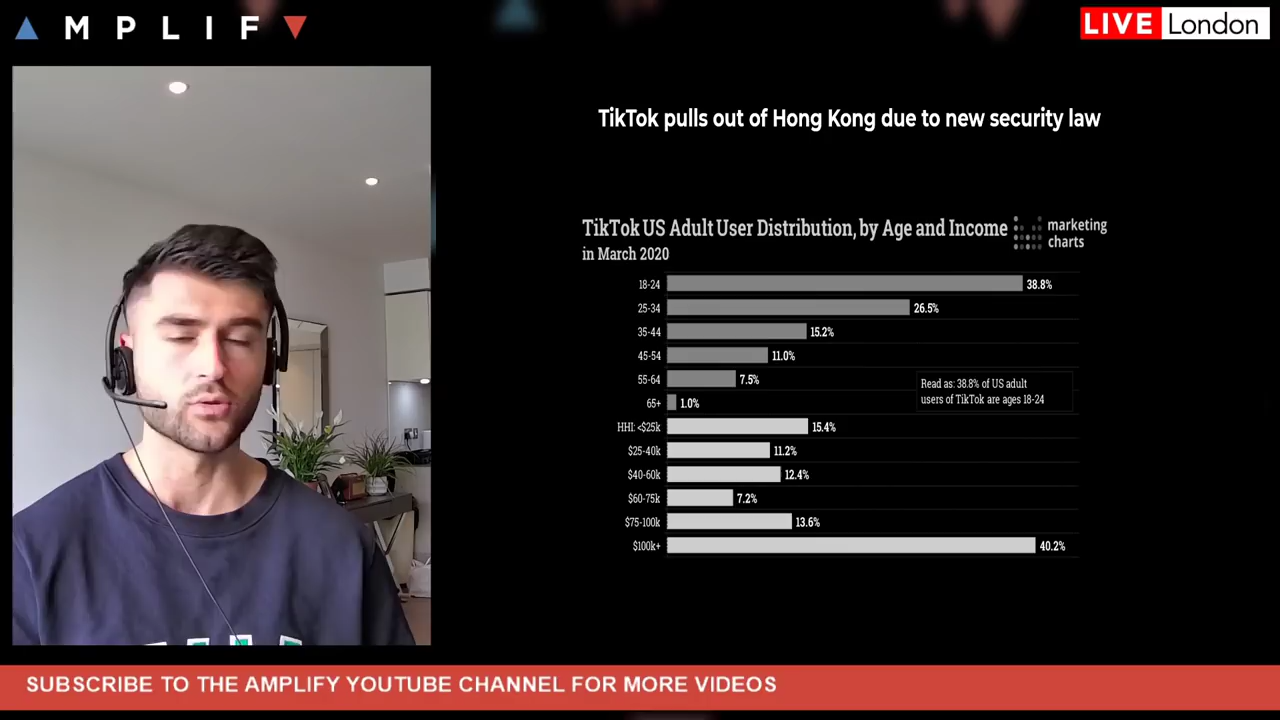 MPLIF
LIVE London
TikTok pulls out of Hong Kong due to new security law
TikTok US Adult User Distribution, by Age and Income
in March 2020
marketing
charts
18-24 38.8%
25-34 26.5%
35-44 15.2%
45-54 11.0%
55-64 7.5%
65+ 1.0%
Read as: 38.8% of US adult
users of TikTok are ages 18-24
HHI: <$25k 15.4%
$25-40k 11.2%
$40-60k 12.4%
$60-75k 7.2%
$75-100k 13.6%
$100k+ 40.2%
SUBSCRIBE TO THE AMPLIFY YOUTUBE CHANNEL FOR MORE VIDEOS